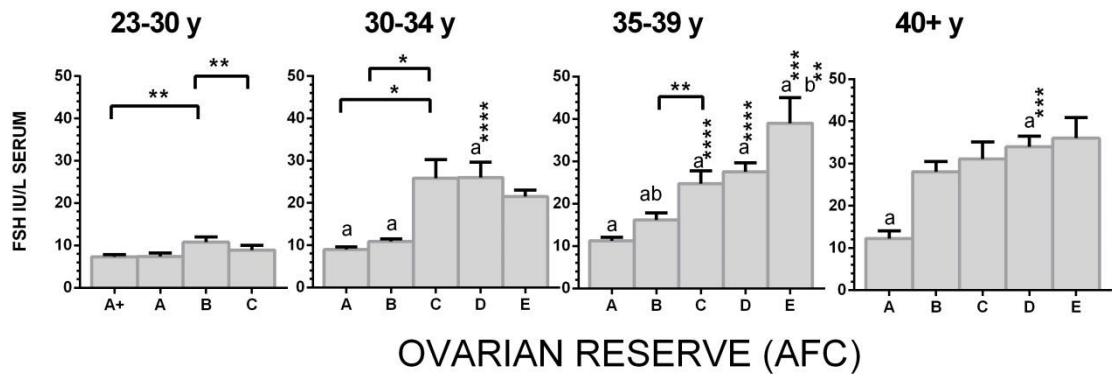 23-30 y
30-34 y
35-39 y
40+ y
FSH IU/L SERUM
50
40
30
20
10
0
**
**
A+ A B C
50
40
30
20
10
0
*
*
a a a****
A B C D E
50
40
30
20
10
0
**
a ab a**** a**** a*** b**
A B C D E
50
40
30
20
10
0
a a***
A B C D E
OVARIAN RESERVE (AFC)